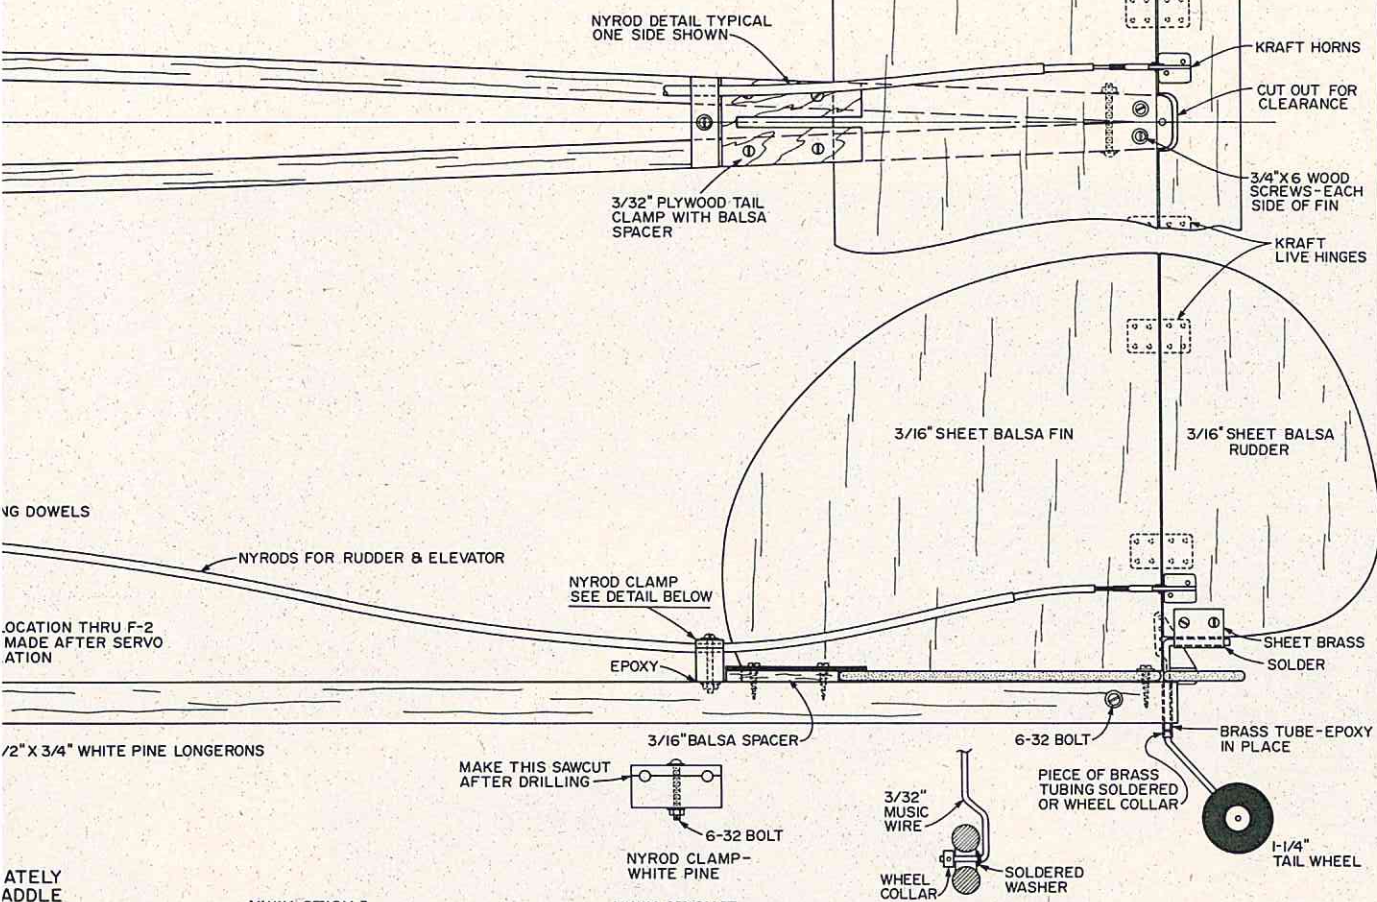 NYROD DETAIL TYPICAL
ONE SIDE SHOWN
KRAFT HORNS
CUT OUT FOR
CLEARANCE
3/4"X6 WOOD
SCREWS-EACH
SIDE OF FIN
3/32" PLYWOOD TAIL
CLAMP WITH BALSA
SPACER
KRAFT
LIVE HINGES
3/16" SHEET BALSA FIN
3/16" SHEET BALSA
RUDDER
NG DOWELS
NYRODS FOR RUDDER & ELEVATOR
NYROD CLAMP
SEE DETAIL BELOW
OCATION THRU F-2
MADE AFTER SERVO
ATION
EPOXY
SHEET BRASS
SOLDER
/2" X 3/4" WHITE PINE LONGERONS
3/16" BALSA SPACER
6-32 BOLT
BRASS TUBE-EPOXY
IN PLACE
MAKE THIS SAWCUT
AFTER DRILLING
6-32 BOLT
NYROD CLAMP-
WHITE PINE
3/32"
MUSIC
WIRE
PIECE OF BRASS
TUBING SOLDERED
OR WHEEL COLLAR
WHEEL
COLLAR
SOLDERED
WASHER
1-1/4"
TAIL WHEEL
ATELY
ADDLE